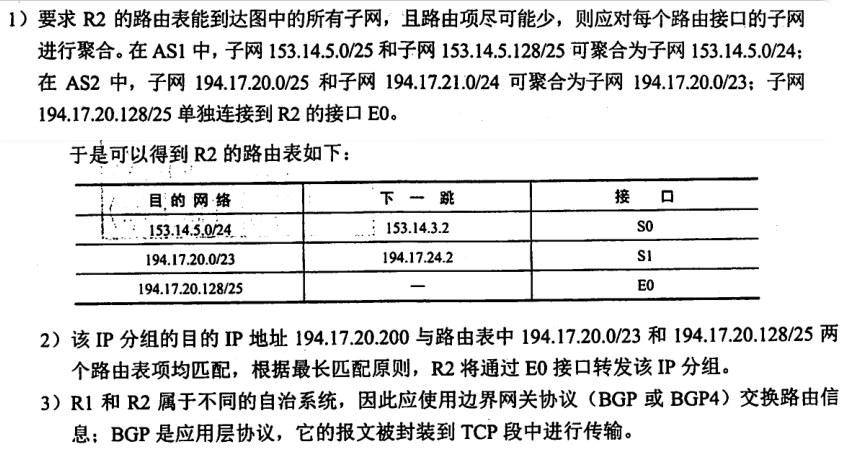 1）要求 R2 的路由表能到达图中的所有子网，且路由项尽可能少，则应对每个路由接口的子网
进行聚合。在 AS1 中，子网 153.14.5.0/25 和子网 153.14.5.128/25 可聚合为子网 153.14.5.0/24；
在 AS2 中，子网 194.17.20.0/25 和子网 194.17.21.0/24 可聚合为子网 194.17.20.0/23；子网
194.17.20.128/25 单独连接到 R2 的接口 E0。
于是可以得到 R2 的路由表如下：
目的网络 下一跳 接口
153.14.5.0/24 153.14.3.2 S0
194.17.20.0/23 194.17.24.2 S1
194.17.20.128/25 — E0
2）该 IP 分组的目的 IP 地址 194.17.20.200 与路由表中 194.17.20.0/23 和 194.17.20.128/25 两
个路由表项均匹配，根据最长匹配原则，R2 将通过 E0 接口转发该 IP 分组。
3）R1 和 R2 属于不同的自治系统，因此应使用边界网关协议（BGP 或 BGP4）交换路由信
息；BGP 是应用层协议，它的报文被封装到 TCP 段中进行传输。